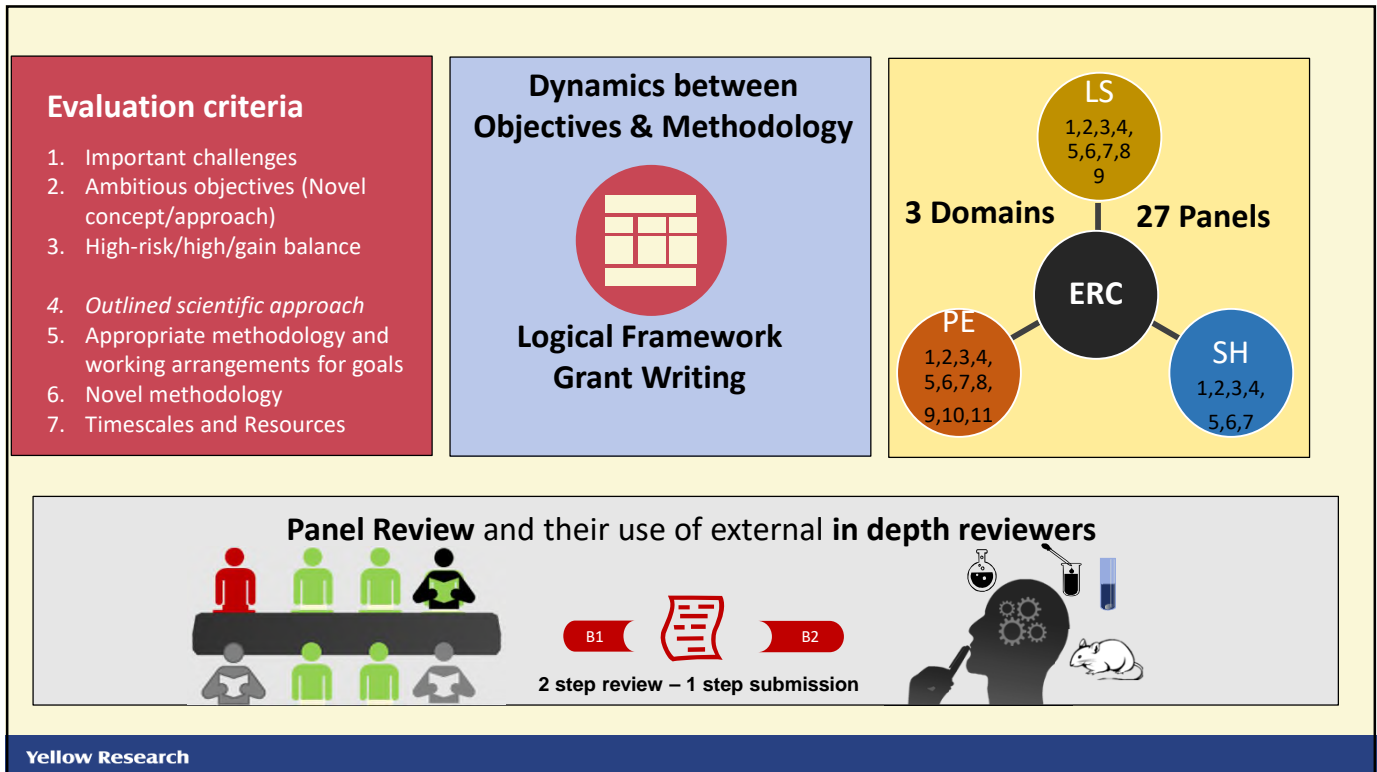 Evaluation criteria
1. Important challenges
2. Ambitious objectives (Novel
concept/approach)
3. High-risk/high/gain balance
4. Outlined scientific approach
5. Appropriate methodology and
working arrangements for goals
6. Novel methodology
7. Timescales and Resources
Dynamics between
Objectives & Methodology
Logical Framework
Grant Writing
LS
1,2,3,4,
5,6,7,8
9
3 Domains
27 Panels
ERC
PE
1,2,3,4,
5,6,7,8,
9,10,11
SH
1,2,3,4,
5,6,7
Panel Review and their use of external in depth reviewers
B1
B2
2 step review – 1 step submission
Yellow Research